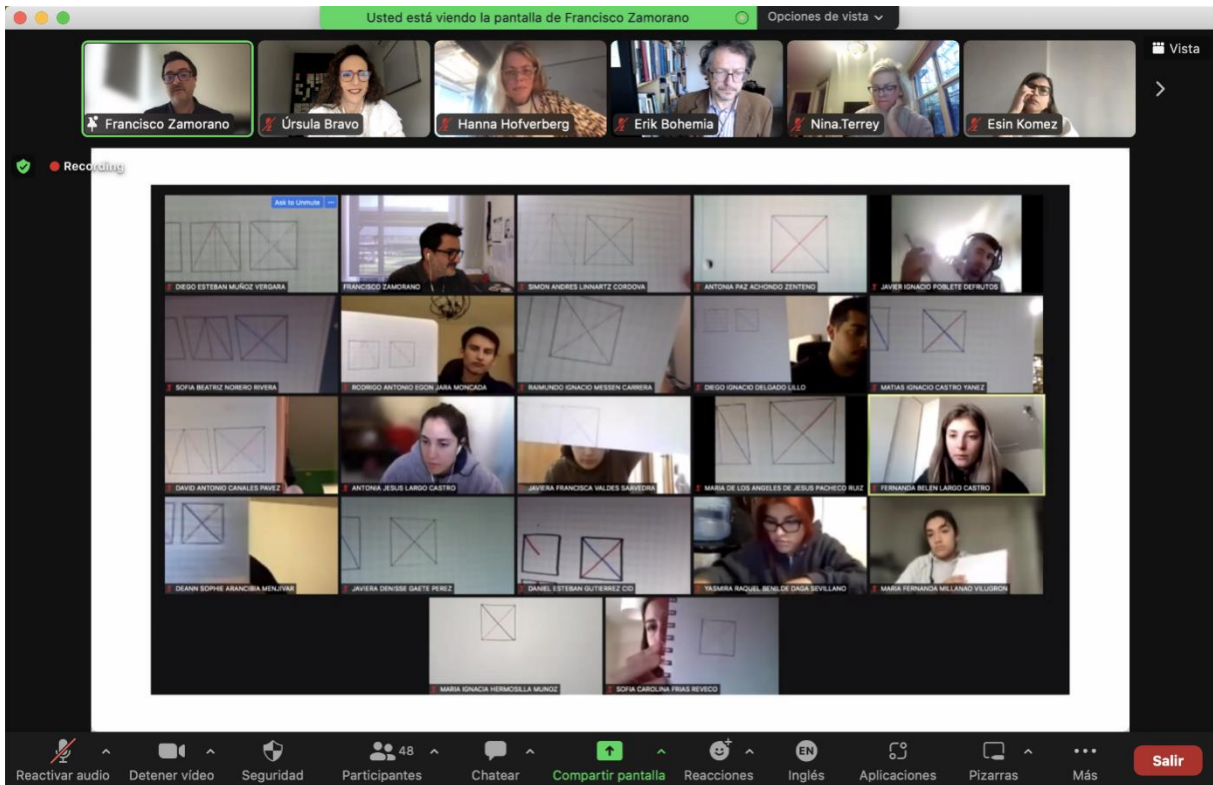 Usted está viendo la pantalla de Francisco Zamorano
Opciones de vista
Vista
Francisco Zamorano
Úrsula Bravo
Hanna Hofverberg
Erik Bohemia
Nina.Terrey
Esin Komez
Recording
Ask to Unmute
DIEGO ESTEBAN MUÑOZ VERGARA
FRANCISCO ZAMORANO
SIMON ANDRES LINNARTZ CORDOVA
ANTONIA PAZ ACHONDO ZENTENO
JAVIER IGNACIO POBLETE DEFRUTOS
SOFIA BEATRIZ NORERO RIVERA
RODRIGO ANTONIO EGON JARA MONCADA
RAIMUNDO IGNACIO MESSEN CARRERA
DIEGO IGNACIO DELGADO LILLO
MATIAS IGNACIO CASTRO YANEZ
DAVID ANTONIO CANALES PAVEZ
ANTONIA JESUS LARGO CASTRO
JAVIERA FRANCISCA VALDES SAAVEDRA
MARIA DE LOS ANGELES DE JESUS PACHECO RUIZ
FERNANDA BELEN LARGO CASTRO
DEANN SOPHIE ARANCIBIA MENJIVAR
JAVIERA DENISSE GAETE PEREZ
DANIEL ESTEBAN GUTIERREZ CID
YASMIRA RAQUEL BENILDE DAGA SEVILLANO
MARIA FERNANDA MILLANAO VILUGRON
MARIA IGNACIA HERMOSILLA MUNOZ
SOFIA CAROLINA FRIAS REVECO
Reactivar audio
Detener vídeo
Seguridad
48
Participantes
Chatear
Compartir pantalla
Reacciones
EN
Inglés
Aplicaciones
Pizarras
Más
Salir